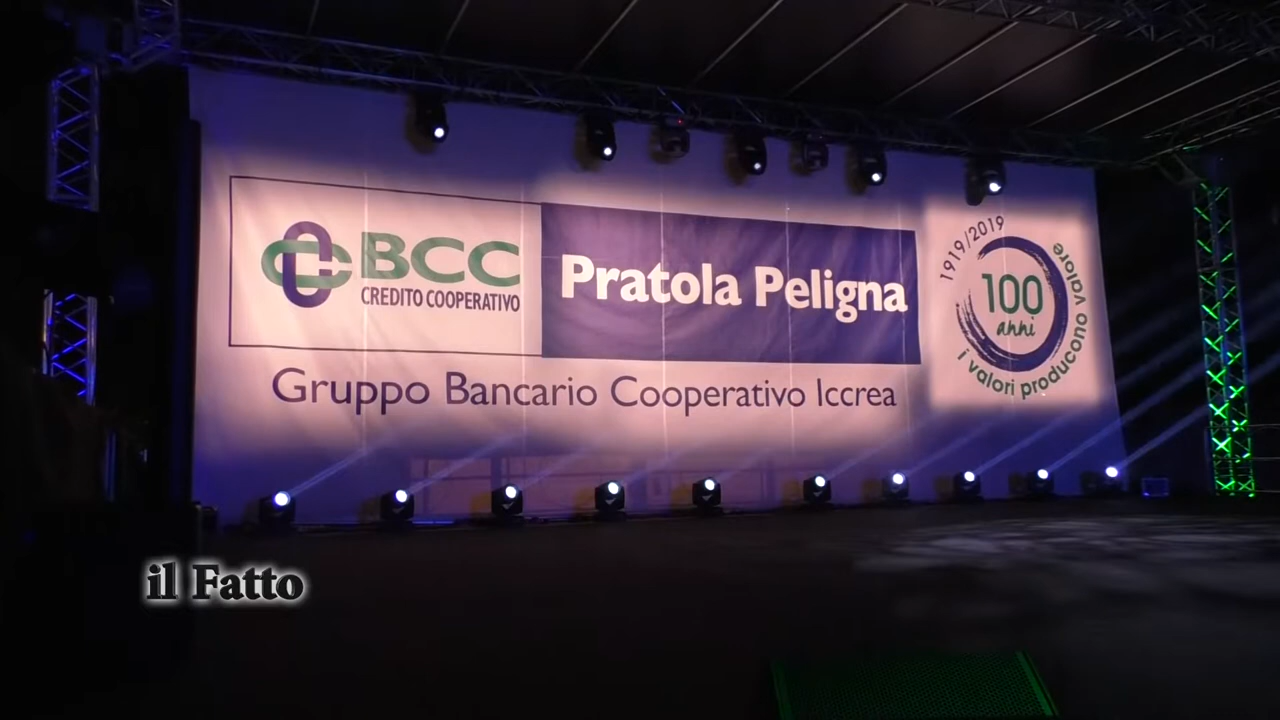 BCC
CREDITO COOPERATIVO
Pratola Peligna
Gruppo Bancario Cooperativo Iccrea
1919/2019
100
anni
i valori producono valore
il Fatto